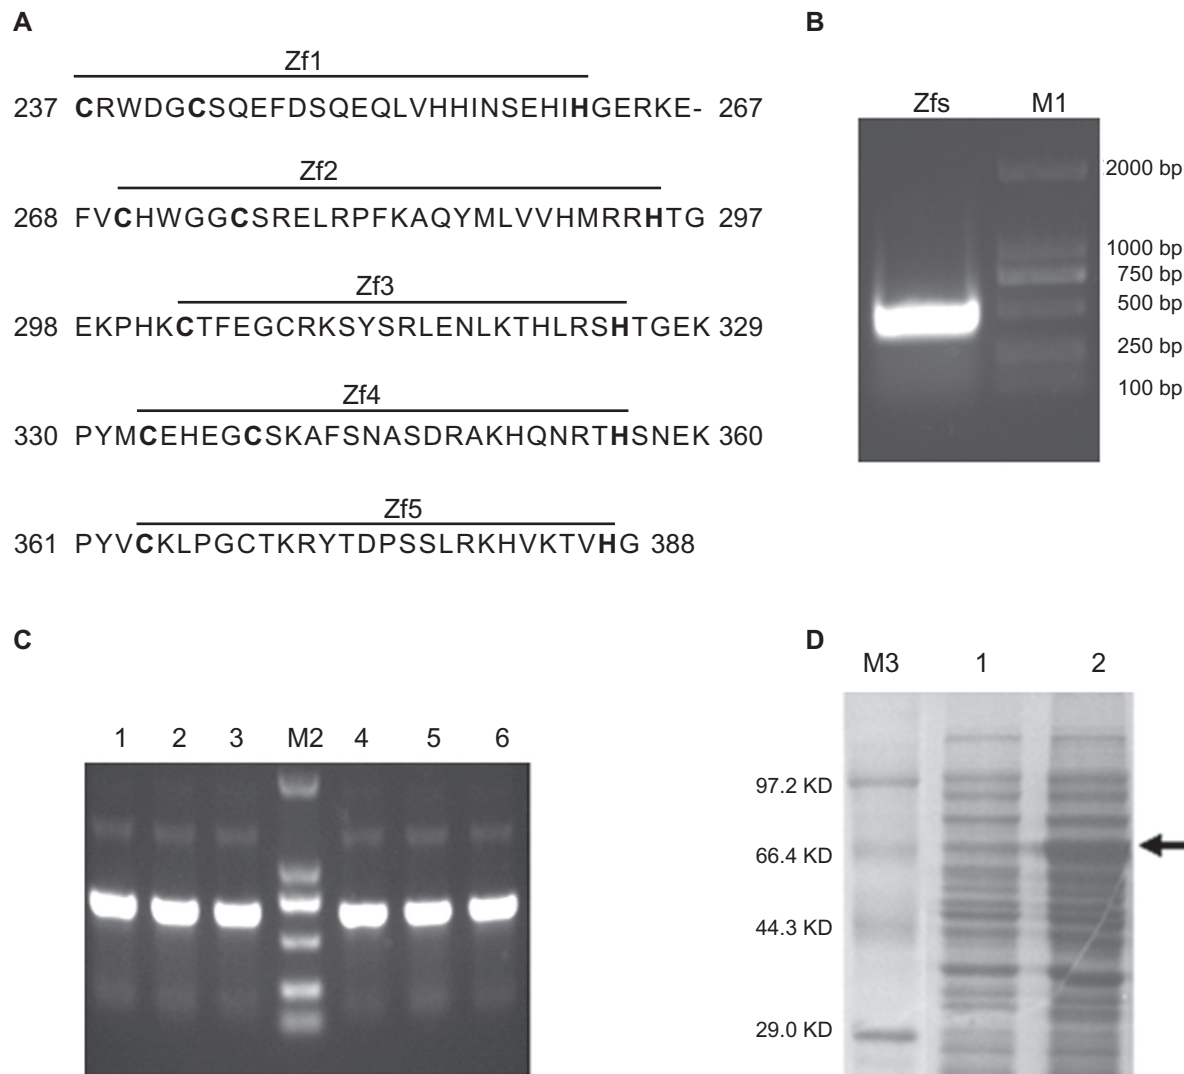 A
Zf1
237 CRWDGCSQEFDSQEQLVHHINSEHIHGERKE- 267
Zf2
268 FVCHWGGCSRELRPFKAQYMLVVHMRRHTG 297
Zf3
298 EKPHKCTFEGCRKSYSRLENLKTHLRSHTGEK 329
Zf4
330 PYMCEHEGCSKAFSNASDRAKHQNRTHSNEK 360
Zf5
361 PYVCKLPGCTKRYTDPSSLRKHVKTVHG 388
B
Zfs M1
2000 bp
1000 bp
750 bp
500 bp
250 bp
100 bp
C
1 2 3 M2 4 5 6
D
M3 1 2
97.2 KD
66.4 KD
44.3 KD
29.0 KD